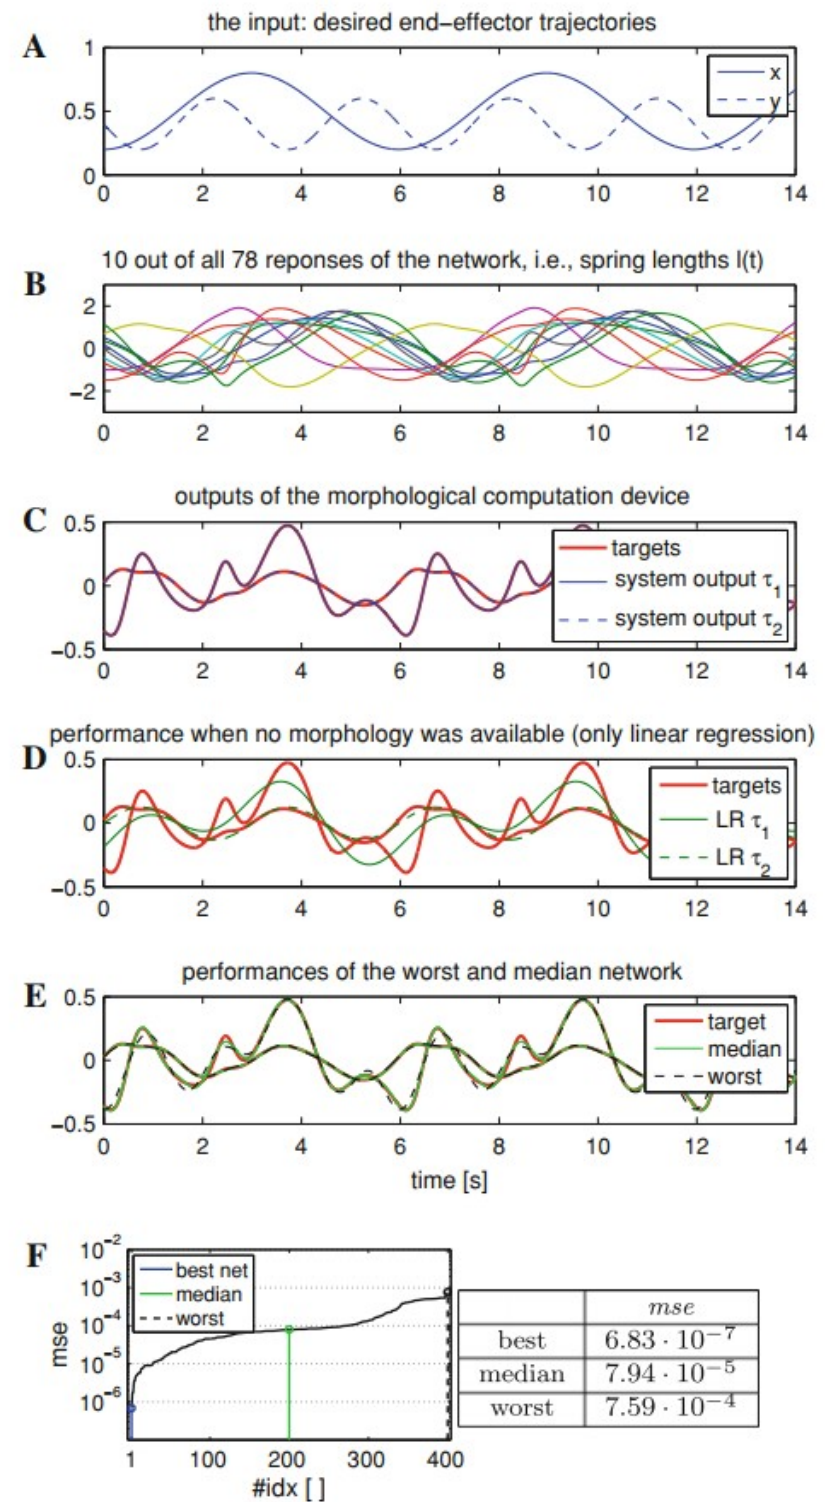 A
the input: desired end−effector trajectories
1
0.5
0
x
y
0 2 4 6 8 10 12 14
B
10 out of all 78 reponses of the network, i.e., spring lengths l(t)
2
0
−2
0 2 4 6 8 10 12 14
C
outputs of the morphological computation device
0.5
0
−0.5
targets
system output τ1
system output τ2
0 2 4 6 8 10 12 14
D
performance when no morphology was available (only linear regression)
0.5
0
−0.5
targets
LR τ1
LR τ2
0 2 4 6 8 10 12 14
E
performances of the worst and median network
0.5
0
−0.5
target
median
worst
0 2 4 6 8 10 12 14
time [s]
F
mse
10−2
10−3
10−4
10−5
10−6
best net
median
worst
1 100 200 300 400
#idx [ ]
mse
best 6.83 · 10−7
median 7.94 · 10−5
worst 7.59 · 10−4